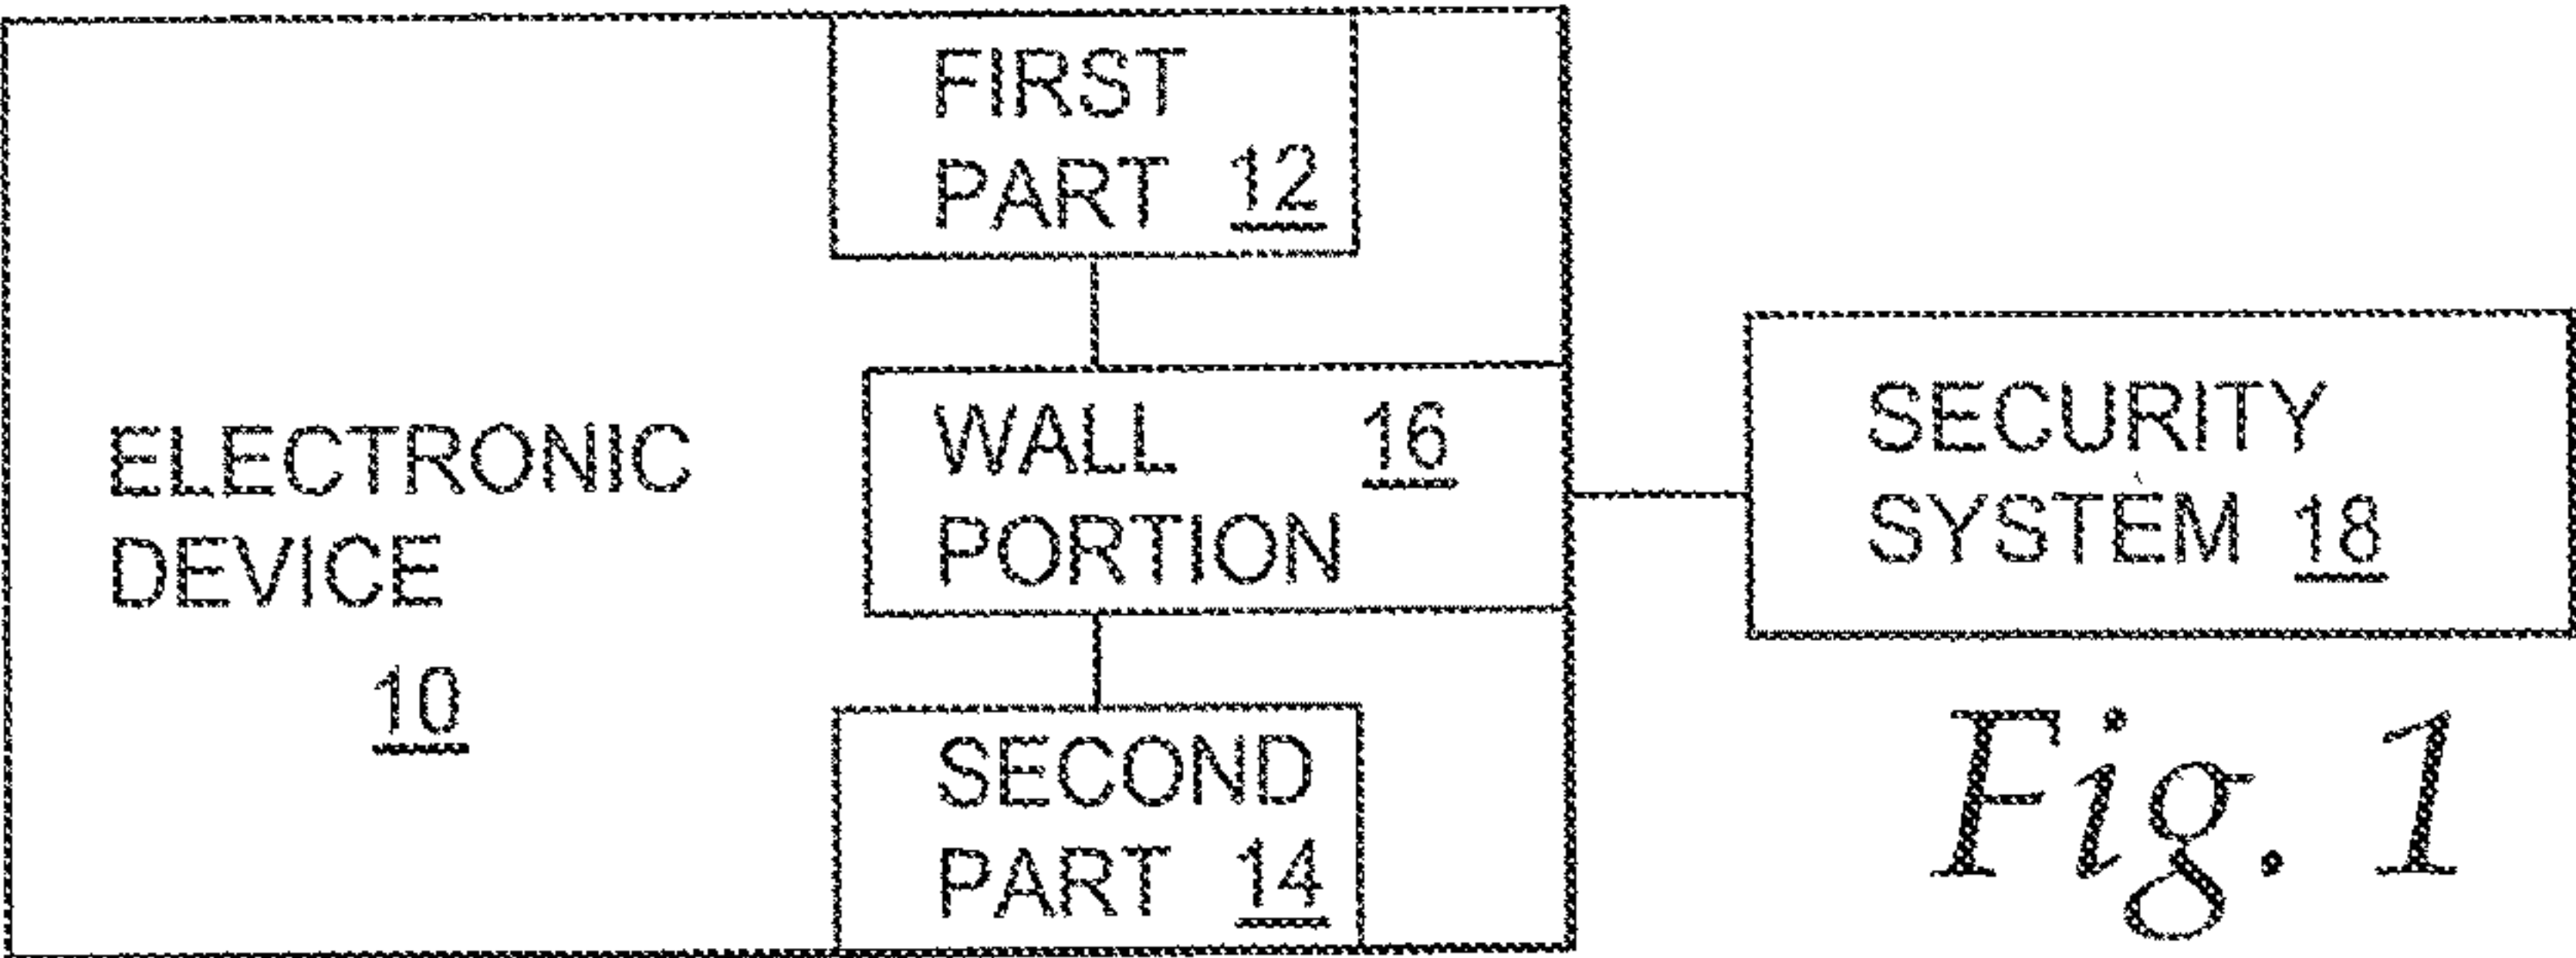 FIRST
PART 12
ELECTRONIC
DEVICE
10
WALL 16
PORTION
SECOND
PART 14
SECURITY
SYSTEM 18
Fig. 1